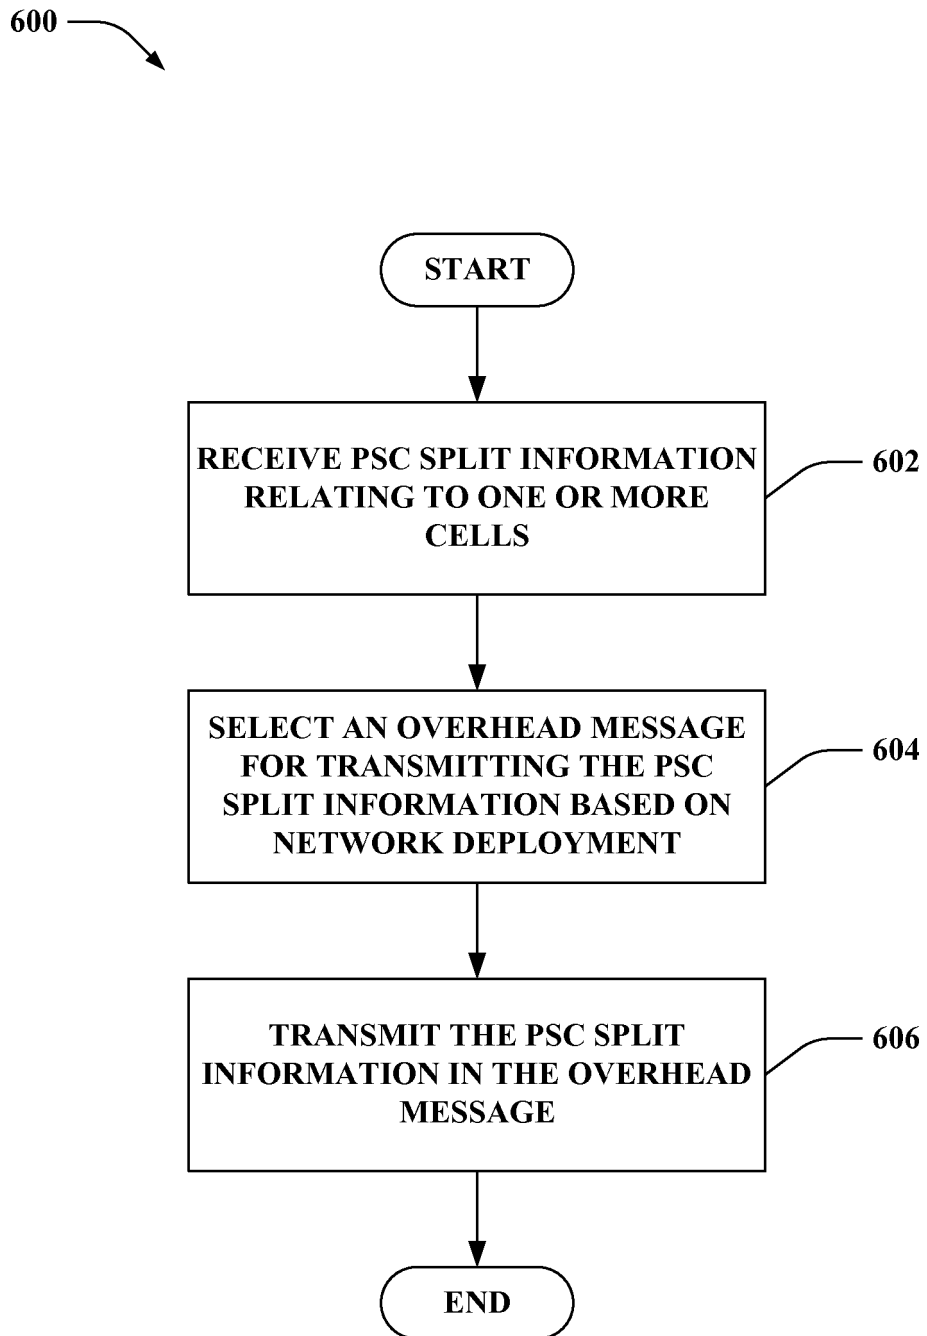 600
START
RECEIVE PSC SPLIT INFORMATION
RELATING TO ONE OR MORE
CELLS
602
SELECT AN OVERHEAD MESSAGE
FOR TRANSMITTING THE PSC
SPLIT INFORMATION BASED ON
NETWORK DEPLOYMENT
604
TRANSMIT THE PSC SPLIT
INFORMATION IN THE OVERHEAD
MESSAGE
606
END